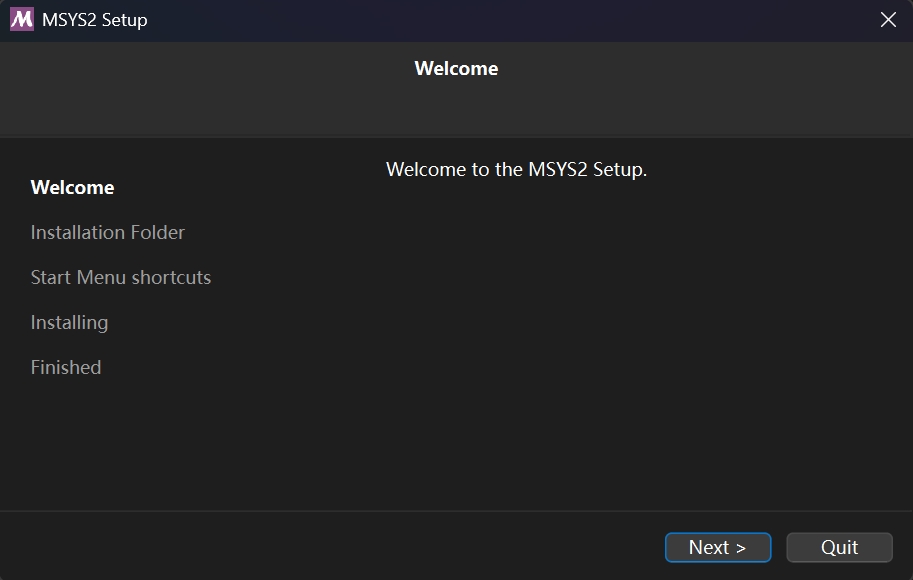 MSYS2 Setup
Welcome
Welcome to the MSYS2 Setup.
Welcome
Installation Folder
Start Menu shortcuts
Installing
Finished
Next >
Quit